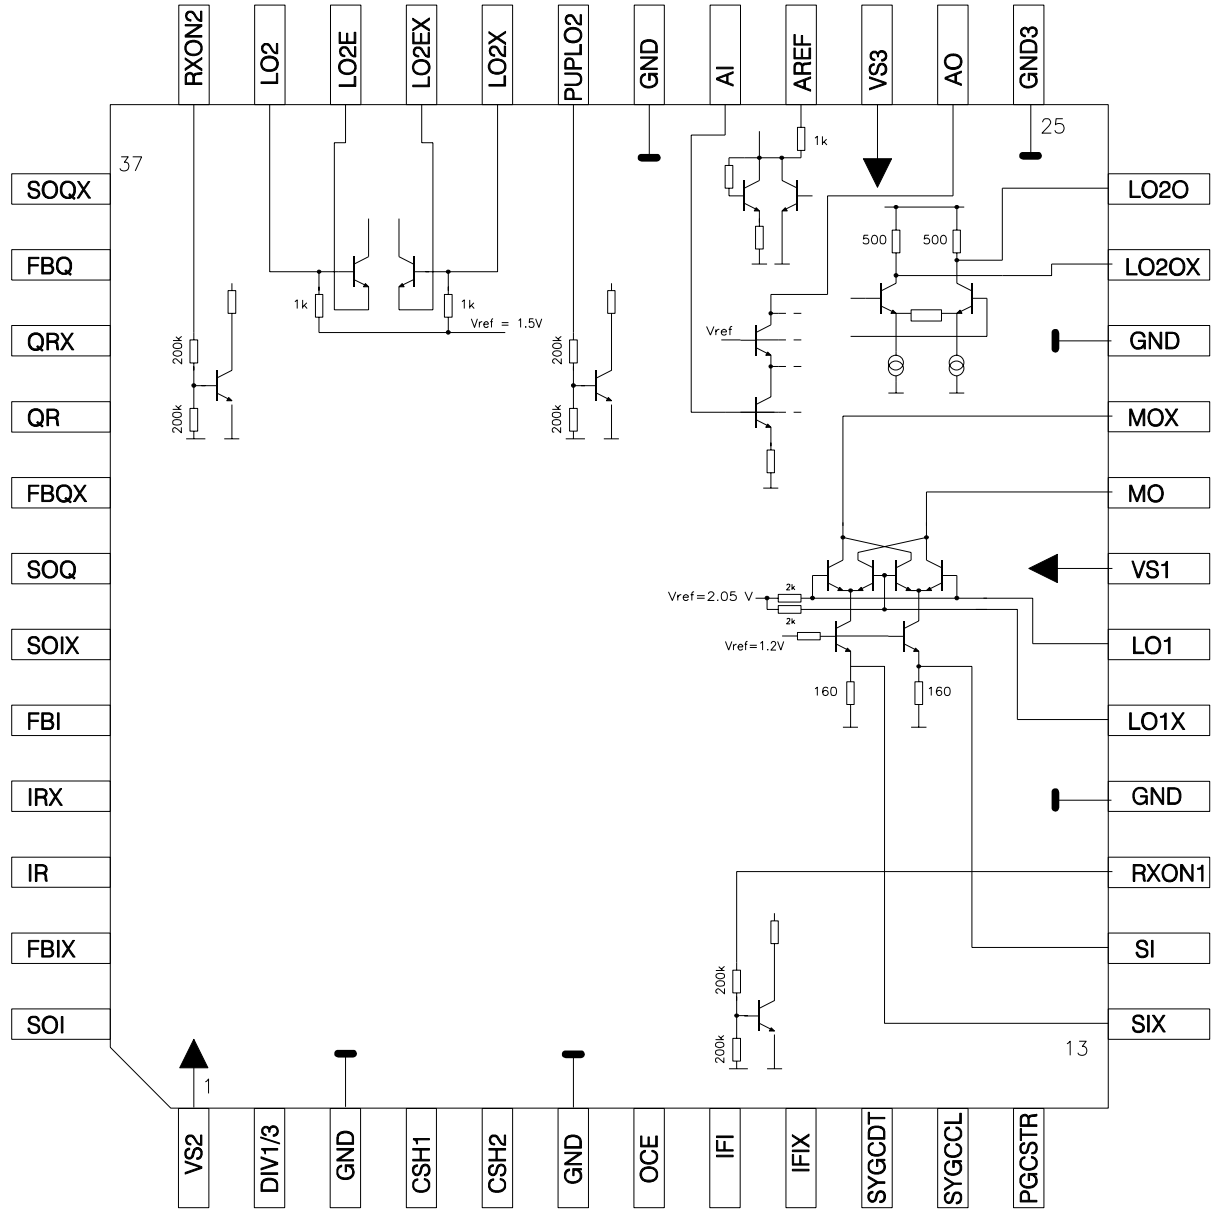 RXON2
LO2
LO2E
LO2EX
LO2X
PUPLO2
GND
AI
AREF
VS3
AO
GND3
37
25
1k
SOQX
FBQ
QRX
QR
FBQX
SOQ
SOIX
FBI
IRX
IR
FBIX
SOI
LO2O
LO2OX
GND
MOX
MO
VS1
LO1
LO1X
GND
RXON1
SI
SIX
500
500
1k
1k
Vref = 1.5V
200k
200k
200k
200k
Vref
Vref=2.05 V
2k
2k
Vref=1.2V
160
160
200k
200k
13
1
VS2
DIV1/3
GND
CSH1
CSH2
GND
OCE
IFI
IFIX
SYGCDT
SYGCCL
PGCSTR